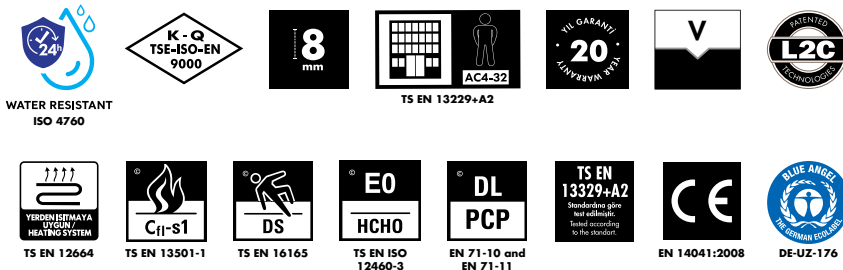 24h
WATER RESISTANT
ISO 4760
K - Q
TSE-ISO-EN
9000
8
mm
AC4-32
TS EN 13229+A2
YIL GARANTİ
20
YEAR WARRANTY
V
PATENTED
L2C
TECHNOLOGIES
YERDEN ISITMAYA
UYGUN /
HEATING SYSTEM
TS EN 12664
©
Cfl-s1
TS EN 13501-1
©
DS
TS EN 16165
©
E0
HCHO
TS EN ISO
12460-3
©
DL
PCP
EN 71-10 and
EN 71-11
TS EN
13329+A2
Standardına göre
test edilmiştir.
Tested according
to the standart.
CE
EN 14041:2008
BLUE ANGEL
THE GERMAN ECOLABEL
DE-UZ-176